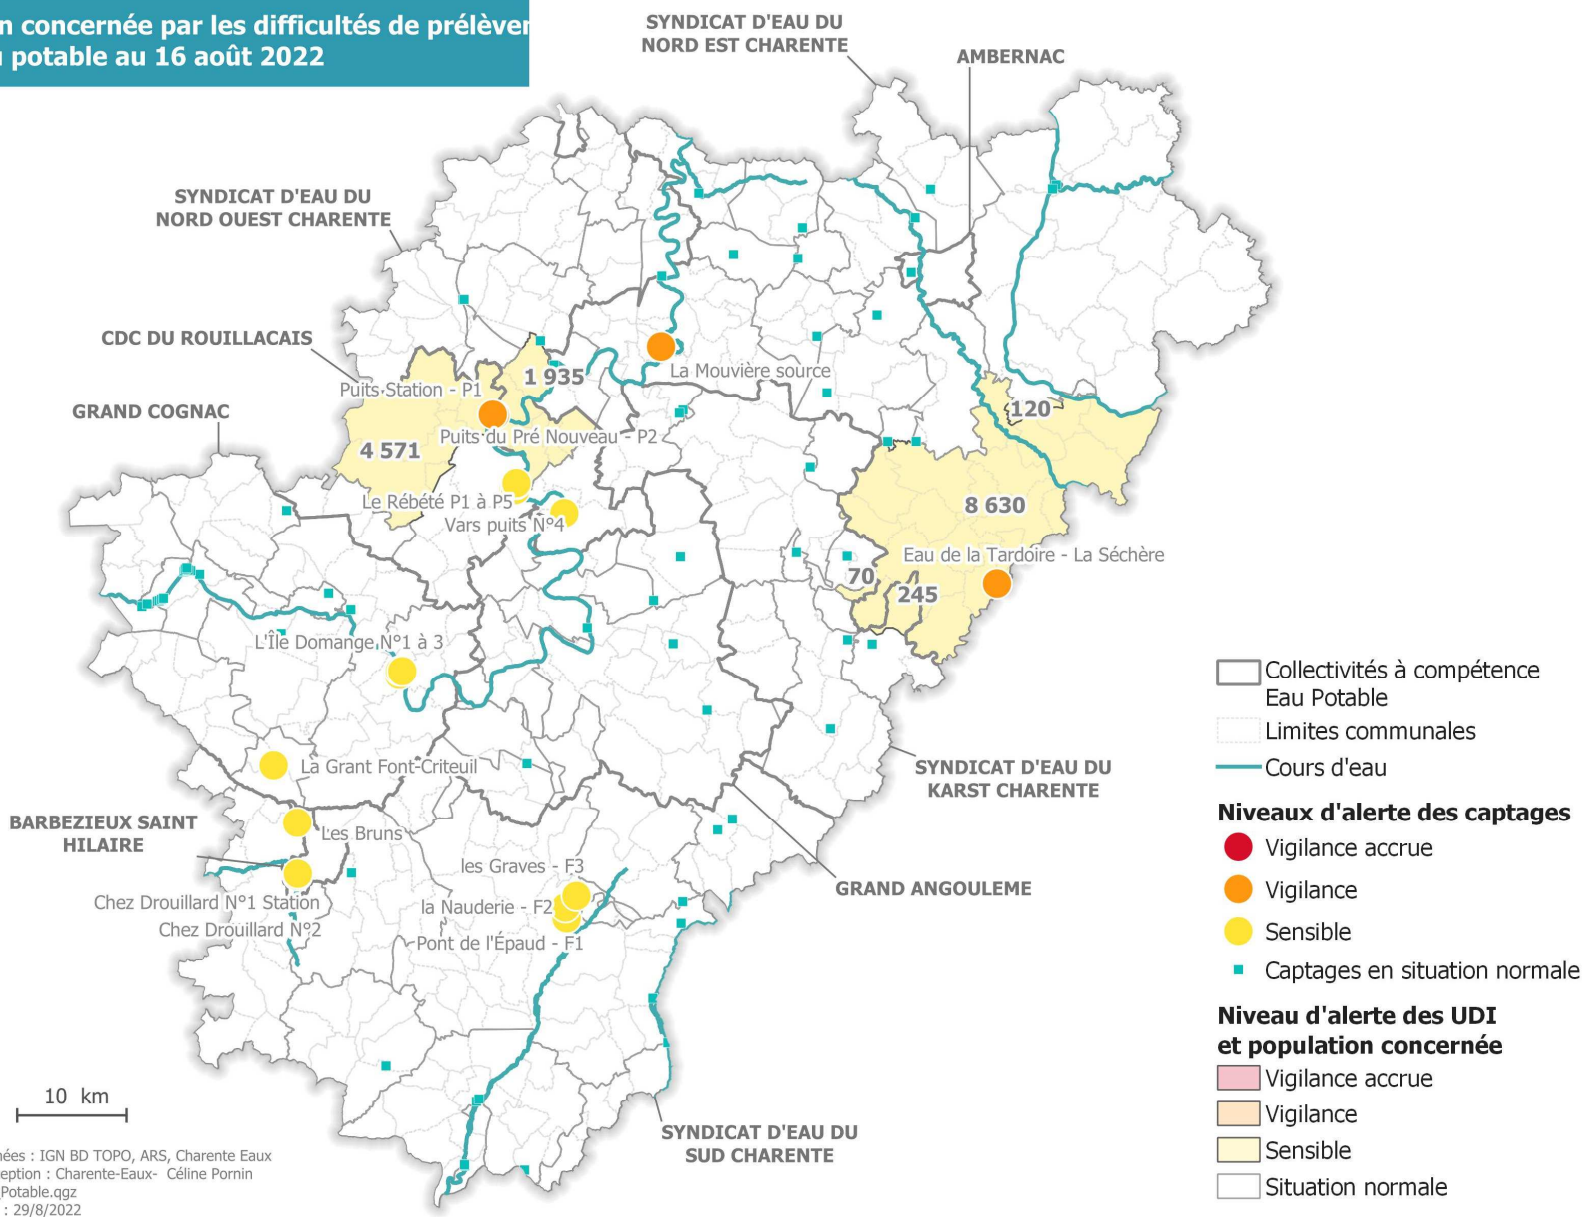 n concernée par les difficultés de prélève
potable au 16 août 2022
SYNDICAT D'EAU DU
NORD EST CHARENTE
AMBERNAC
SYNDICAT D'EAU DU
NORD OUEST CHARENTE
CDC DU ROUILLACAIS
GRAND COGNAC
Puits Station - P1
1 935
La Mouvière source
120
Puits du Pré Nouveau - P2
4 571
Le Rébété P1 à P5
Vars puits N°4
8 630
Eau de la Tardoire - La Séchère
70
245
L'Île Domange N°1 à 3
La Grant Font-Criteuil
SYNDICAT D'EAU DU
KARST CHARENTE
BARBEZIEUX SAINT
HILAIRE
Les Bruns
les Graves - F3
GRAND ANGOULEME
Chez Drouillard N°1 Station
la Nauderie - F2
Chez Drouillard N°2
Pont de l'Épaud - F1
SYNDICAT D'EAU DU
SUD CHARENTE
10 km
nées : IGN BD TOPO, ARS, Charente Eaux
eption : Charente-Eaux- Céline Pornin
Potable.qgz
: 29/8/2022
Collectivités à compétence
Eau Potable
Limites communales
Cours d'eau
Niveaux d'alerte des captages
Vigilance accrue
Vigilance
Sensible
Captages en situation normale
Niveau d'alerte des UDI
et population concernée
Vigilance accrue
Vigilance
Sensible
Situation normale